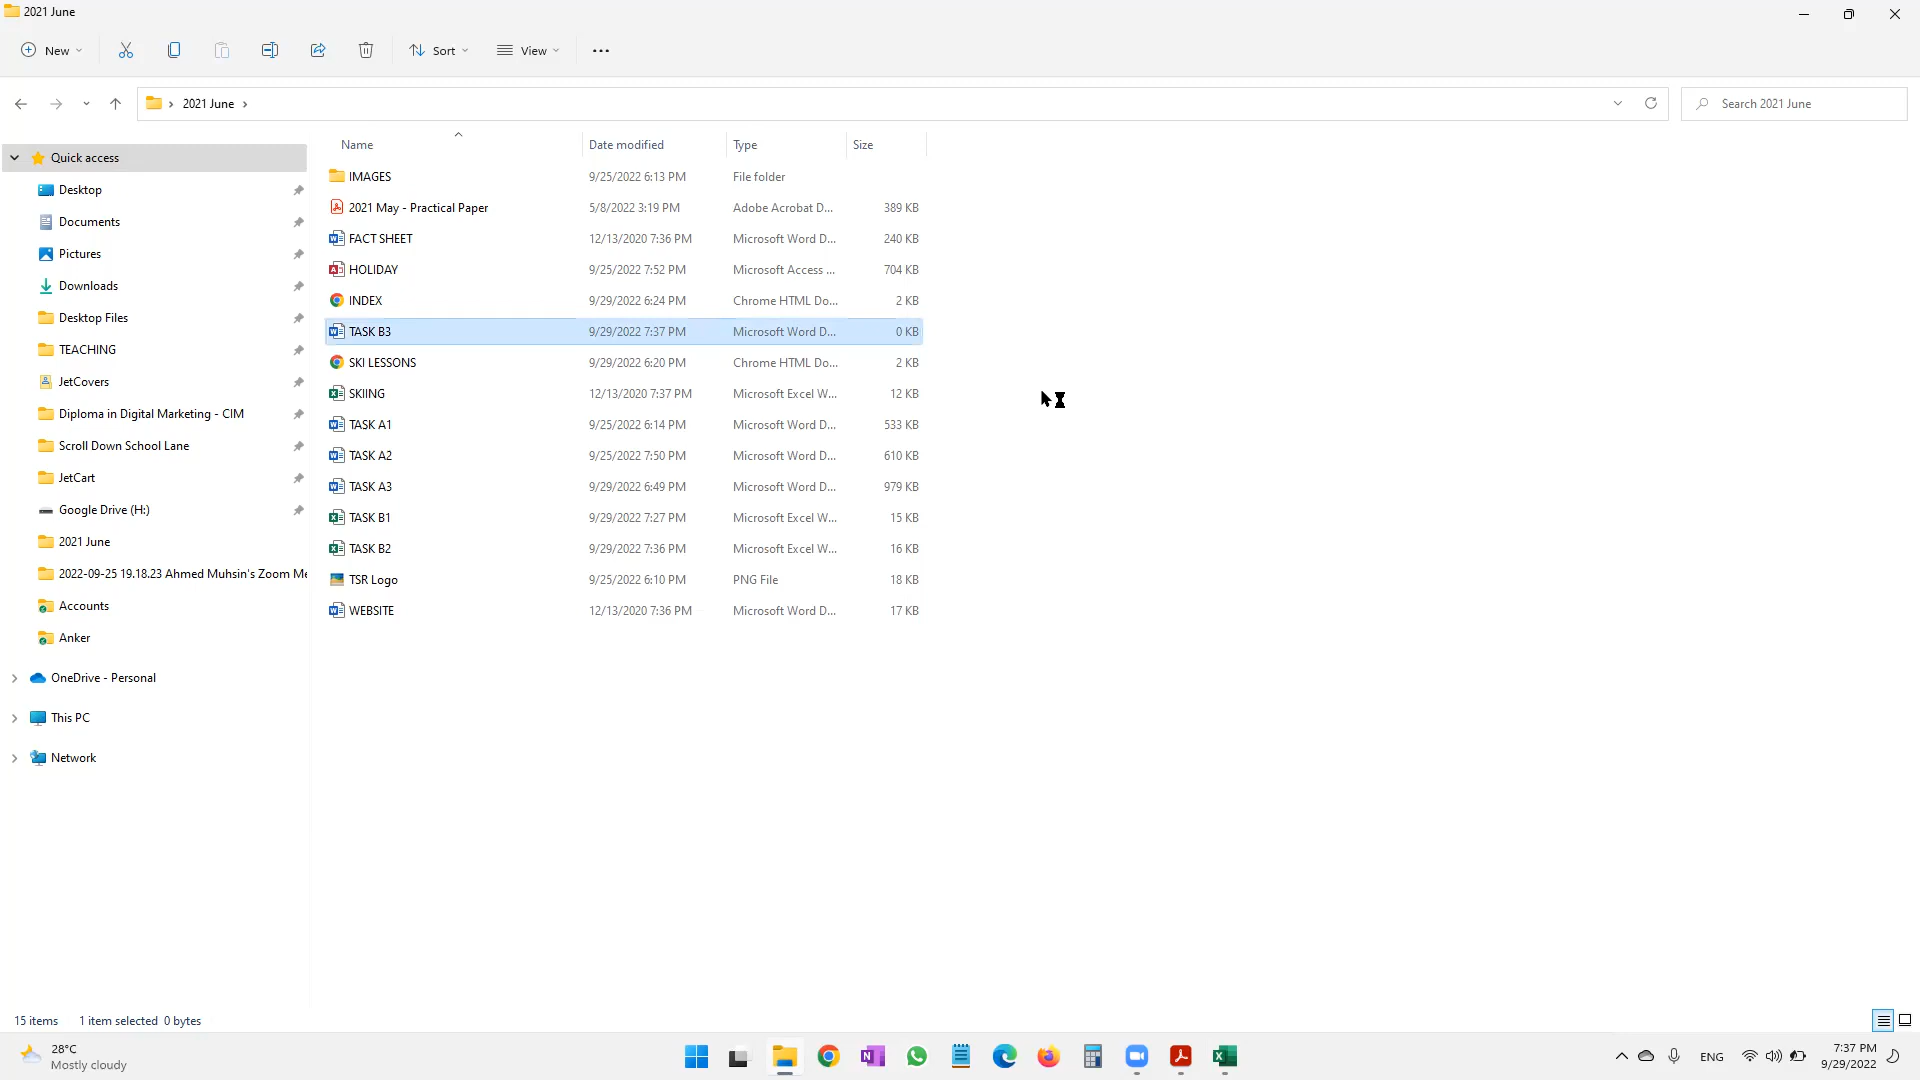 2021 June
New Sort View
2021 June Search 2021 June
Name Date modified Type Size
Quick access
Desktop
Documents
Pictures
Downloads
Desktop Files
TEACHING
JetCovers
Diploma in Digital Marketing - CIM
Scroll Down School Lane
JetCart
Google Drive (H:)
2021 June
2022-09-25 19.18.23 Ahmed Muhsin's Zoom Me
Accounts
Anker
OneDrive - Personal
This PC
Network
IMAGES 9/25/2022 6:13 PM File folder
2021 May - Practical Paper 5/8/2022 3:19 PM Adobe Acrobat D... 389 KB
FACT SHEET 12/13/2020 7:36 PM Microsoft Word D... 240 KB
HOLIDAY 9/25/2022 7:52 PM Microsoft Access ... 704 KB
INDEX 9/29/2022 6:24 PM Chrome HTML Do... 2 KB
TASK B3 9/29/2022 7:37 PM Microsoft Word D... 0 KB
SKI LESSONS 9/29/2022 6:20 PM Chrome HTML Do... 2 KB
SKIING 12/13/2020 7:37 PM Microsoft Excel W... 12 KB
TASK A1 9/25/2022 6:14 PM Microsoft Word D... 533 KB
TASK A2 9/25/2022 7:50 PM Microsoft Word D... 610 KB
TASK A3 9/29/2022 6:49 PM Microsoft Word D... 979 KB
TASK B1 9/29/2022 7:27 PM Microsoft Excel W... 15 KB
TASK B2 9/29/2022 7:36 PM Microsoft Excel W... 16 KB
TSR Logo 9/25/2022 6:10 PM PNG File 18 KB
WEBSITE 12/13/2020 7:36 PM Microsoft Word D... 17 KB
15 items 1 item selected 0 bytes
28°C
Mostly cloudy
ENG
7:37 PM
9/29/2022